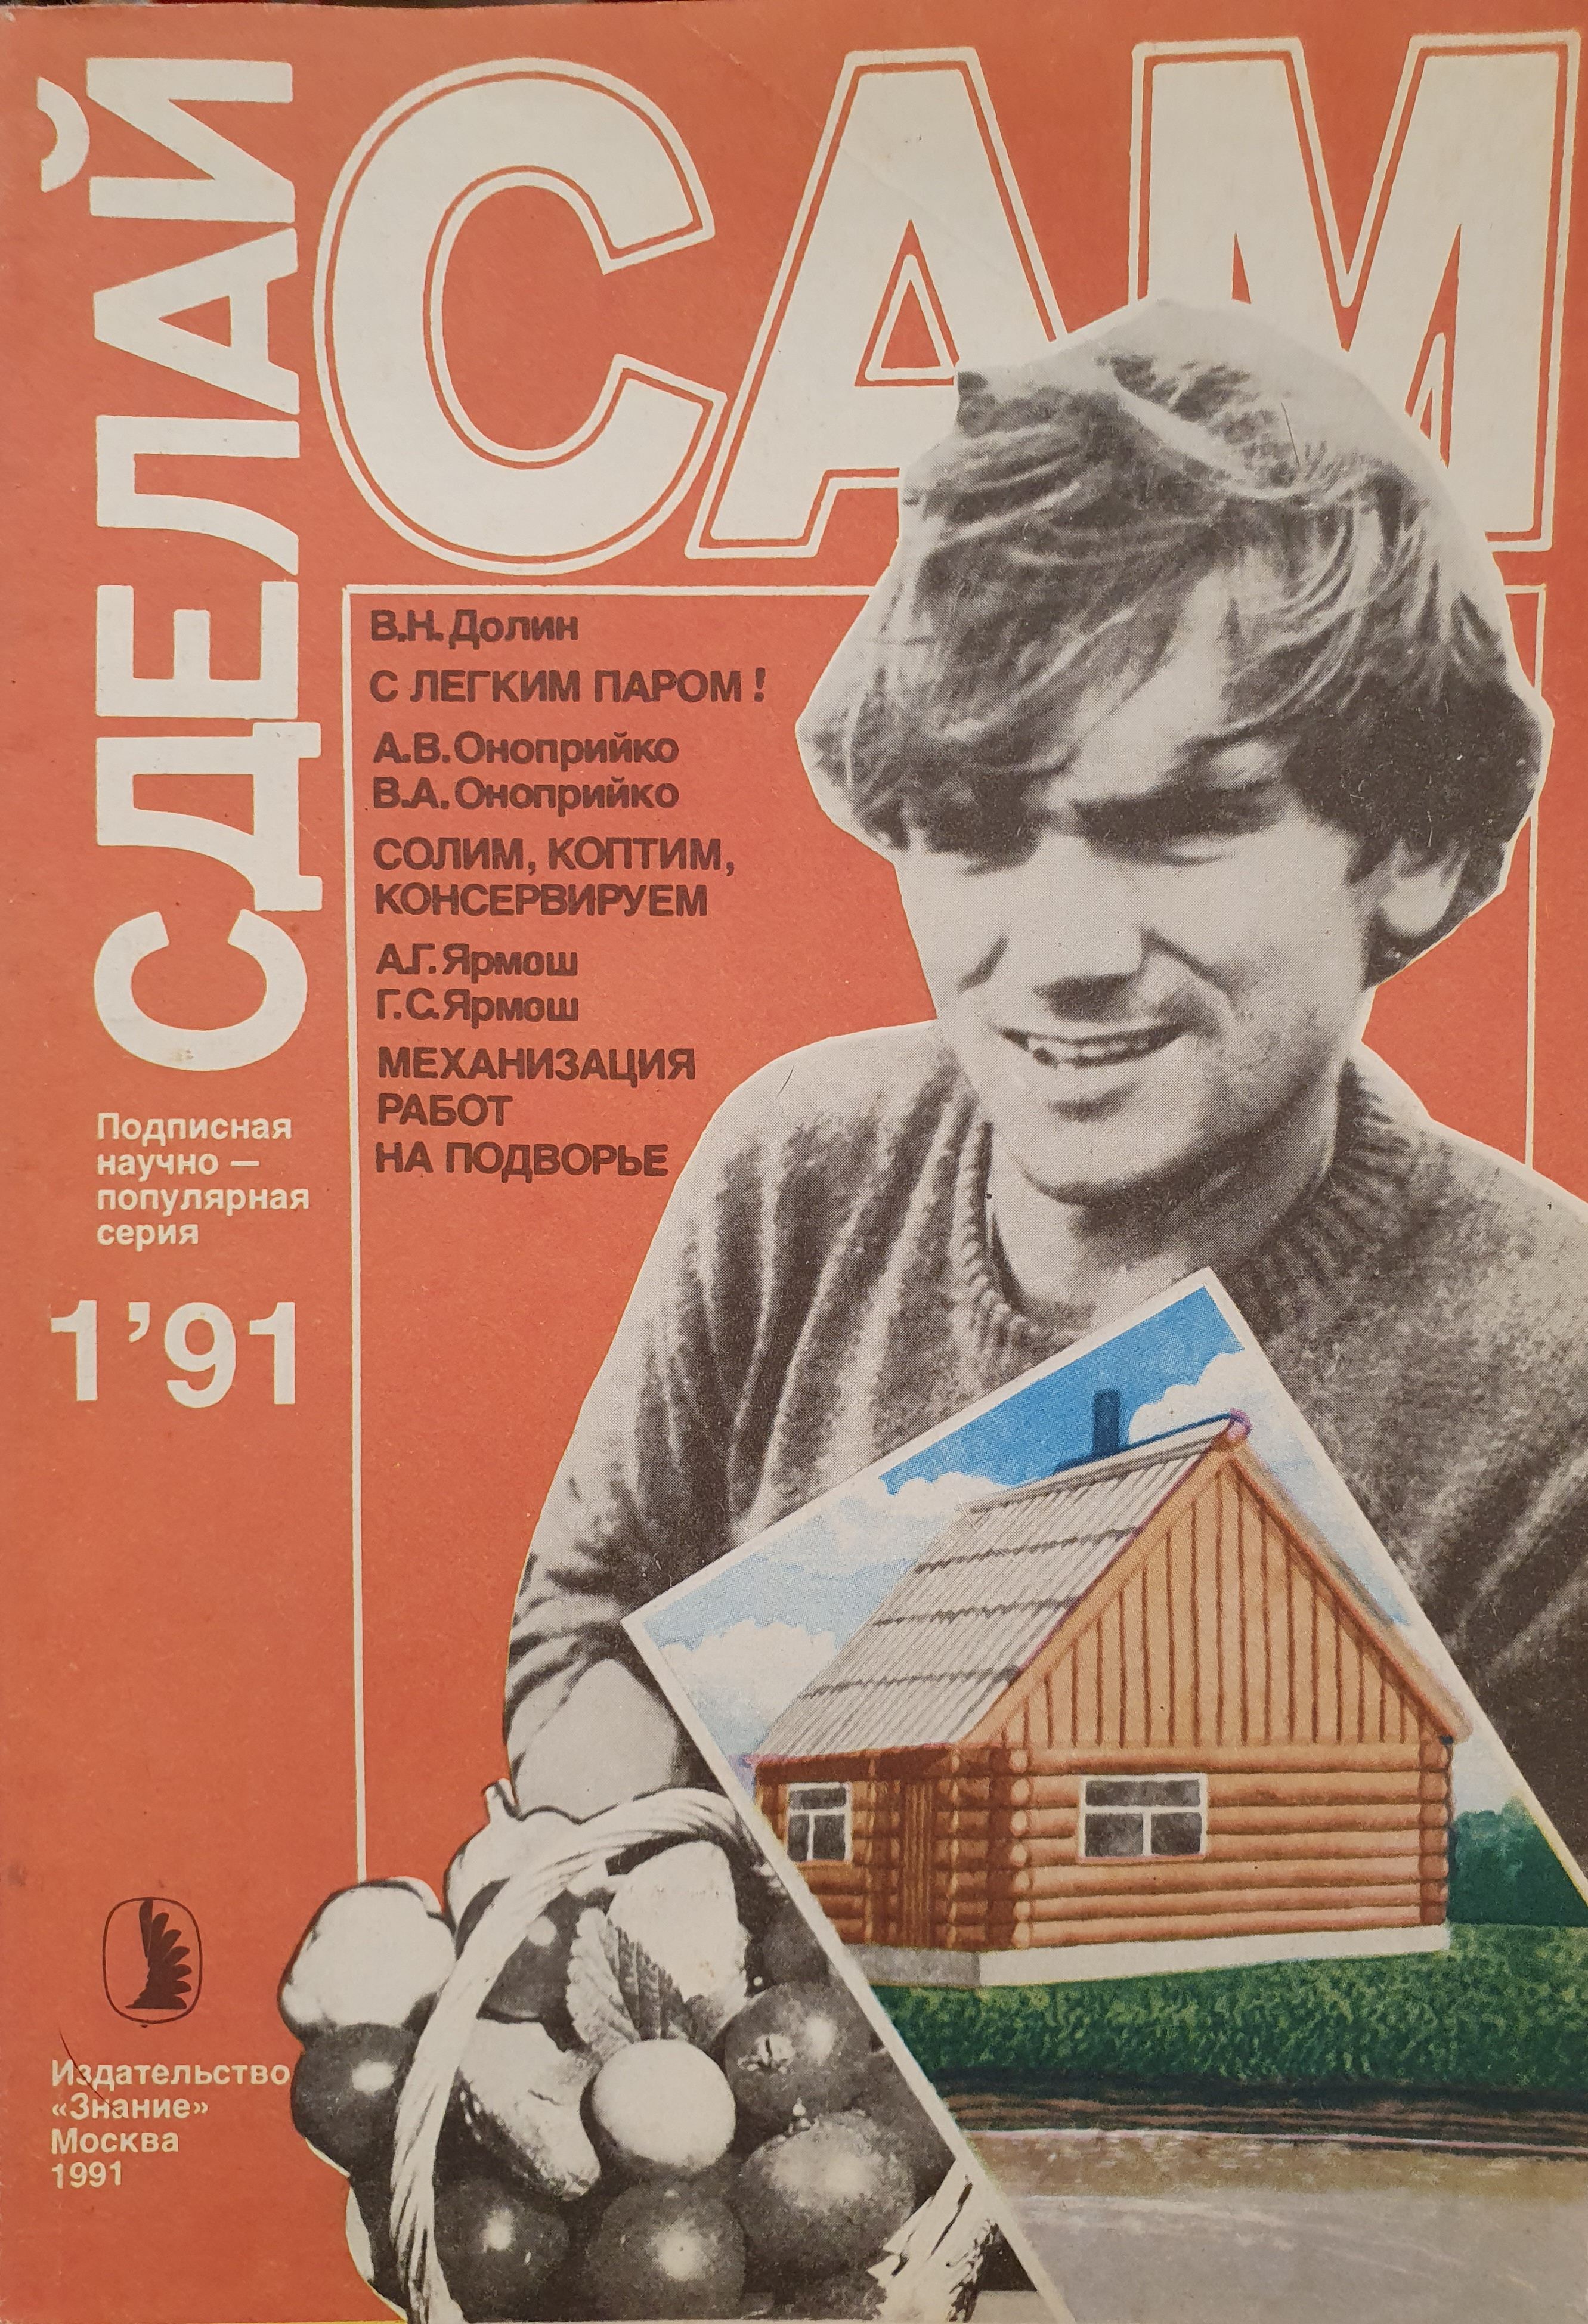 СДЕЛАЙ
САМ
В.Н.Долин
С ЛЕГКИМ ПАРОМ!
А.В.Оноприйко
В.А.Оноприйко
СОЛИМ, КОПТИМ,
КОНСЕРВИРУЕМ
А.Г.Ярмош
Г.С.Ярмош
МЕХАНИЗАЦИЯ
РАБОТ
НА ПОДВОРЬЕ
Подписная
научно —
популярная
серия
1’91
Издательство
«Знание»
Москва
1991